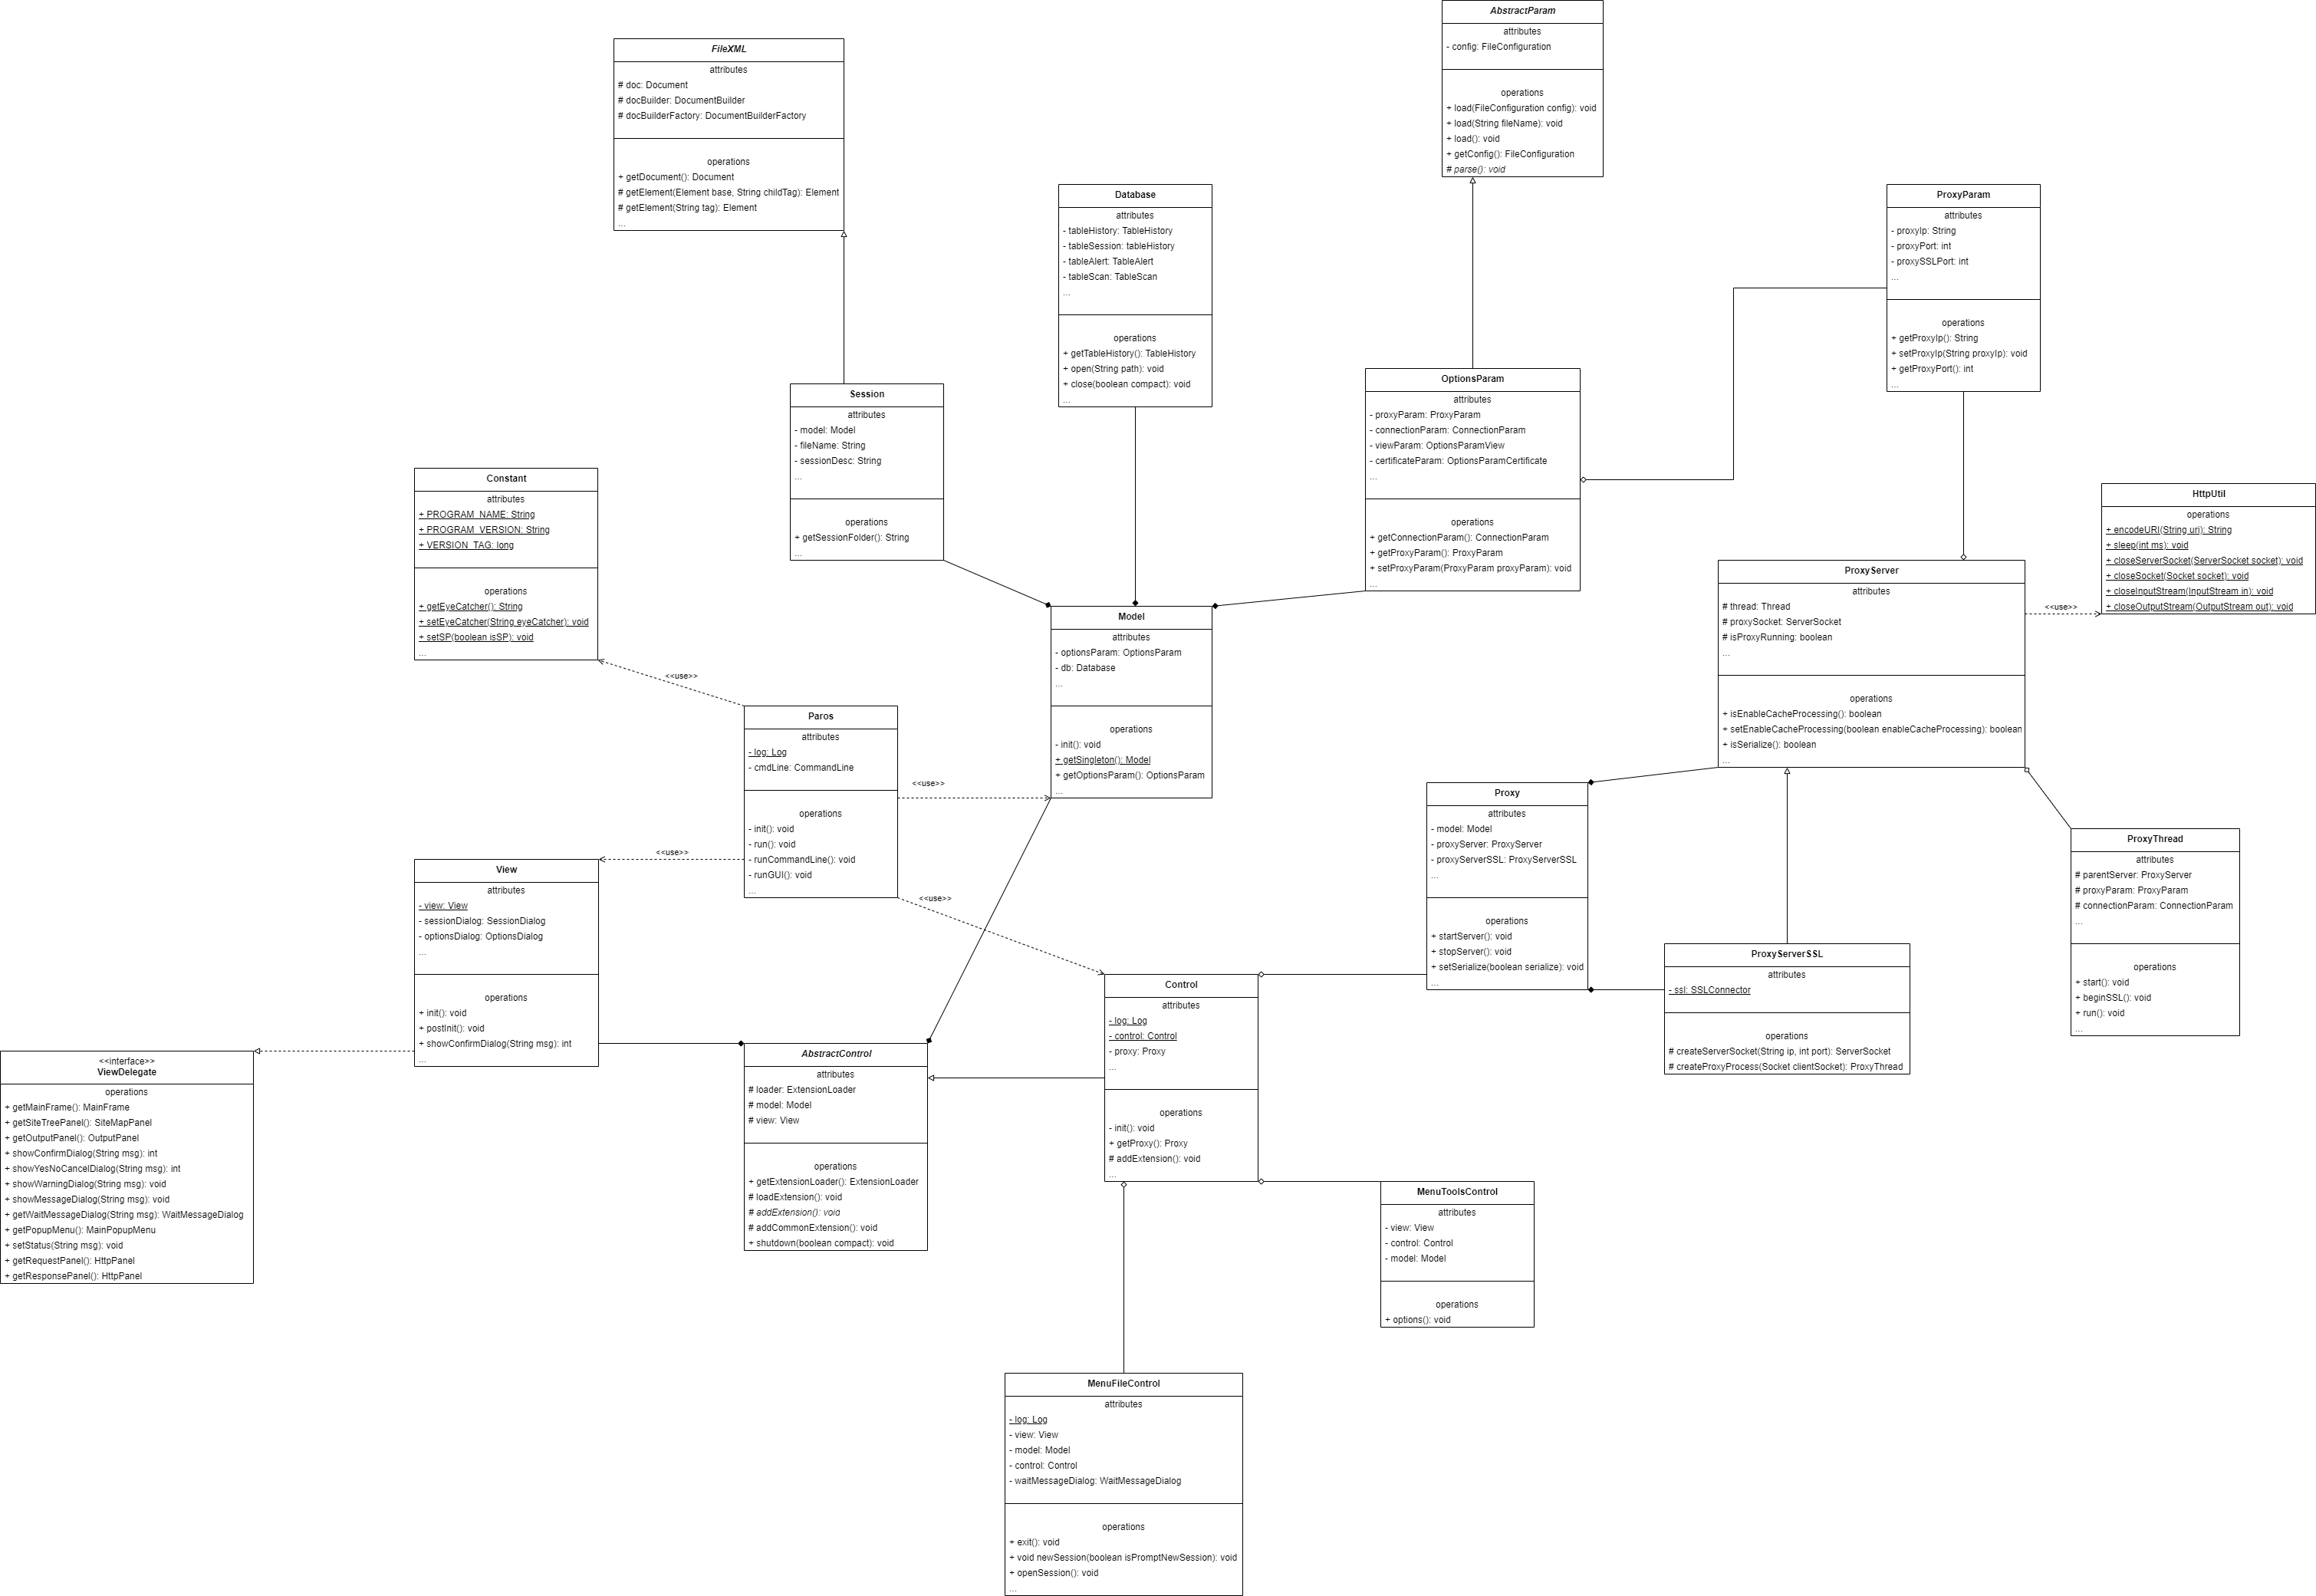 AbstractParam
attributes
- config: FileConfiguration
operations
+ load(FileConfiguration config): void
+ load(String fileName): void
+ load(): void
+ getConfig(): FileConfiguration
# parse(): void
FileXML
attributes
# doc: Document
# docBuilder: DocumentBuilder
# docBuilderFactory: DocumentBuilderFactory
operations
+ getDocument(): Document
# getElement(Element base, String childTag): Element
# getElement(String tag): Element
...
Database
attributes
- tableHistory: TableHistory
- tableSession: tableHistory
- tableAlert: TableAlert
- tableScan: TableScan
...
operations
+ getTableHistory(): TableHistory
+ open(String path): void
+ close(boolean compact): void
...
ProxyParam
attributes
- proxyIp: String
- proxyPort: int
- proxySSLPort: int
...
operations
+ getProxyIp(): String
+ setProxyIp(String proxyIp): void
+ getProxyPort(): int
...
OptionsParam
attributes
- proxyParam: ProxyParam
- connectionParam: ConnectionParam
- viewParam: OptionsParamView
- certificateParam: OptionsParamCertificate
...
operations
+ getConnectionParam(): ConnectionParam
+ getProxyParam(): ProxyParam
+ setProxyParam(ProxyParam proxyParam): void
...
Session
attributes
- model: Model
- fileName: String
- sessionDesc: String
...
operations
+ getSessionFolder(): String
...
Constant
attributes
+ PROGRAM_NAME: String
+ PROGRAM_VERSION: String
+ VERSION_TAG: long
operations
+ getEyeCatcher(): String
+ setEyeCatcher(String eyeCatcher): void
+ setSP(boolean isSP): void
...
HttpUtil
operations
+ encodeURI(String uri): String
+ sleep(int ms): void
+ closeServerSocket(ServerSocket socket): void
+ closeSocket(Socket socket): void
+ closeInputStream(InputStream in): void
+ closeOutputStream(OutputStream out): void
ProxyServer
attributes
# thread: Thread
# proxySocket: ServerSocket
# isProxyRunning: boolean
...
operations
+ isEnableCacheProcessing(): boolean
+ setEnableCacheProcessing(boolean enableCacheProcessing): boolean
+ isSerialize(): boolean
...
<<use>>
Model
attributes
- optionsParam: OptionsParam
- db: Database
...
operations
- init(): void
+ getSingleton(): Model
+ getOptionsParam(): OptionsParam
...
<<use>>
Paros
attributes
- log: Log
- cmdLine: CommandLine
operations
- init(): void
- run(): void
- runCommandLine(): void
- runGUI(): void
...
<<use>>
<<use>>
<<use>>
Proxy
attributes
- model: Model
- proxyServer: ProxyServer
- proxyServerSSL: ProxyServerSSL
...
operations
+ startServer(): void
+ stopServer(): void
+ setSerialize(boolean serialize): void
...
ProxyThread
attributes
# parentServer: ProxyServer
# proxyParam: ProxyParam
# connectionParam: ConnectionParam
...
operations
+ start(): void
+ beginSSL(): void
+ run(): void
...
View
attributes
- view: View
- sessionDialog: SessionDialog
- optionsDialog: OptionsDialog
...
operations
+ init(): void
+ postInit(): void
+ showConfirmDialog(String msg): int
...
ProxyServerSSL
attributes
- ssl: SSLConnector
operations
# createServerSocket(String ip, int port): ServerSocket
# createProxyProcess(Socket clientSocket): ProxyThread
Control
attributes
- log: Log
- control: Control
- proxy: Proxy
...
operations
- init(): void
+ getProxy(): Proxy
# addExtension(): void
...
AbstractControl
attributes
# loader: ExtensionLoader
# model: Model
# view: View
operations
+ getExtensionLoader(): ExtensionLoader
# loadExtension(): void
# addExtension(): void
# addCommonExtension(): void
+ shutdown(boolean compact): void
<<interface>>
ViewDelegate
operations
+ getMainFrame(): MainFrame
+ getSiteTreePanel(): SiteMapPanel
+ getOutputPanel(): OutputPanel
+ showConfirmDialog(String msg): int
+ showYesNoCancelDialog(String msg): int
+ showWarningDialog(String msg): void
+ showMessageDialog(String msg): void
+ getWaitMessageDialog(String msg): WaitMessageDialog
+ getPopupMenu(): MainPopupMenu
+ setStatus(String msg): void
+ getRequestPanel(): HttpPanel
+ getResponsePanel(): HttpPanel
MenuToolsControl
attributes
- view: View
- control: Control
- model: Model
operations
+ options(): void
MenuFileControl
attributes
- log: Log
- view: View
- model: Model
- control: Control
- waitMessageDialog: WaitMessageDialog
operations
+ exit(): void
+ void newSession(boolean isPromptNewSession): void
+ openSession(): void
...